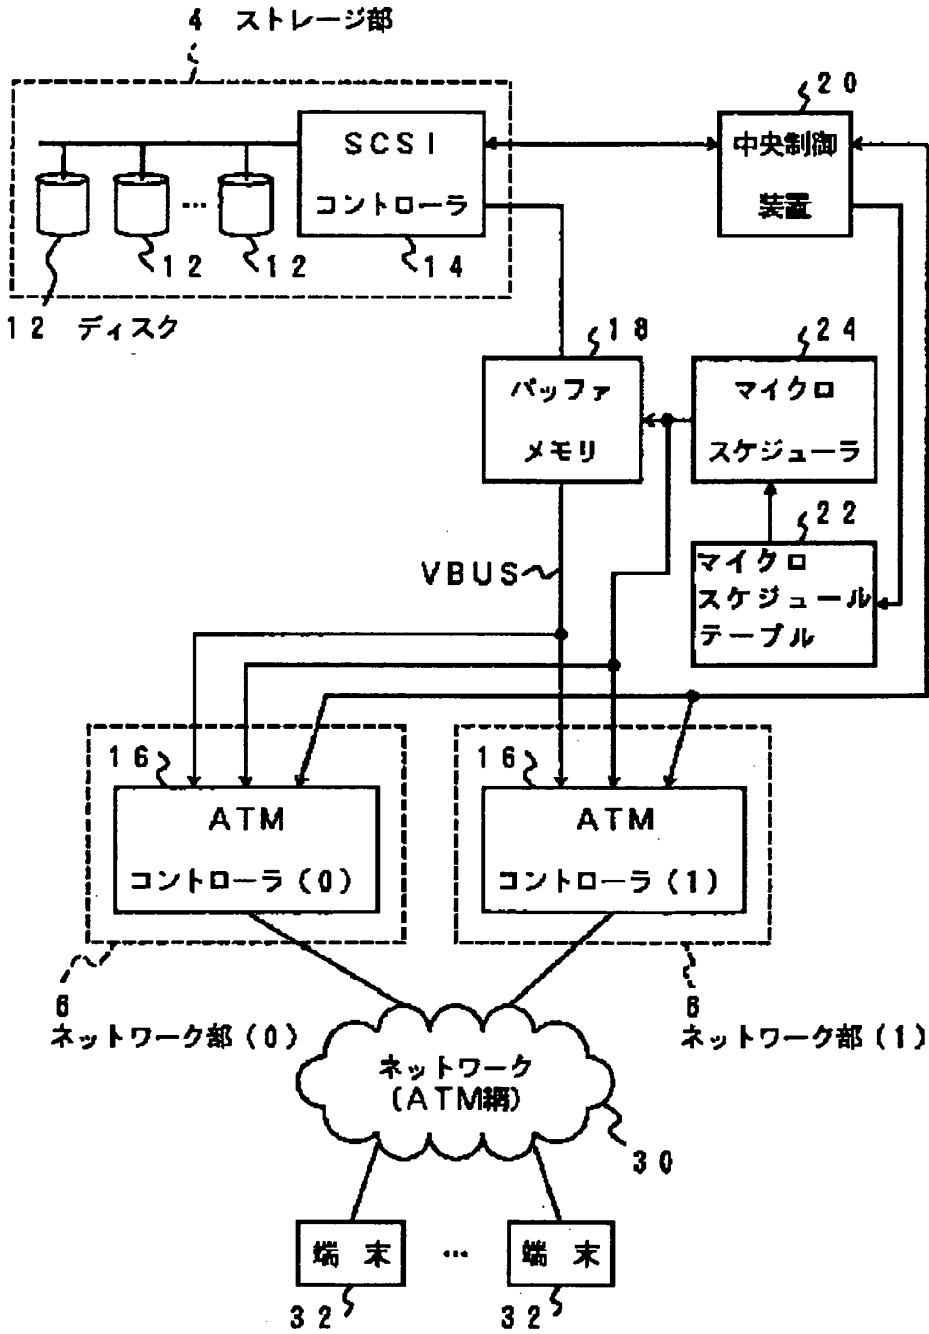 4 ストレージ部
20
SCSI
コントローラ
中央制御
装置
12
12
14
12 ディスク
18
24
バッファ
メモリ
マイクロ
スケジューラ
22
VBUS
マイクロ
スケジュール
テーブル
16
16
ATM
コントローラ(0)
ATM
コントローラ(1)
6
ネットワーク部(0)
6
ネットワーク部(1)
ネットワーク
(ATM網)
30
端末
…
端末
32
32